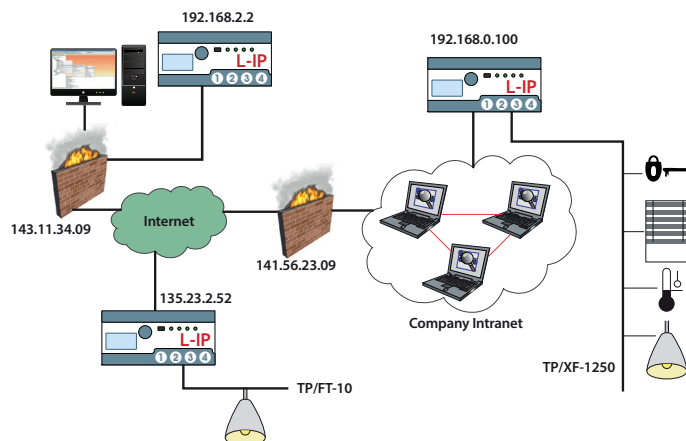 192.168.2.2
L-IP
1 2 3 4
192.168.0.100
L-IP
1 2 3 4
143.11.34.09
Internet
141.56.23.09
135.23.2.52
L-IP
1 2 3 4
Company Intranet
TP/XF-1250
TP/FT-10